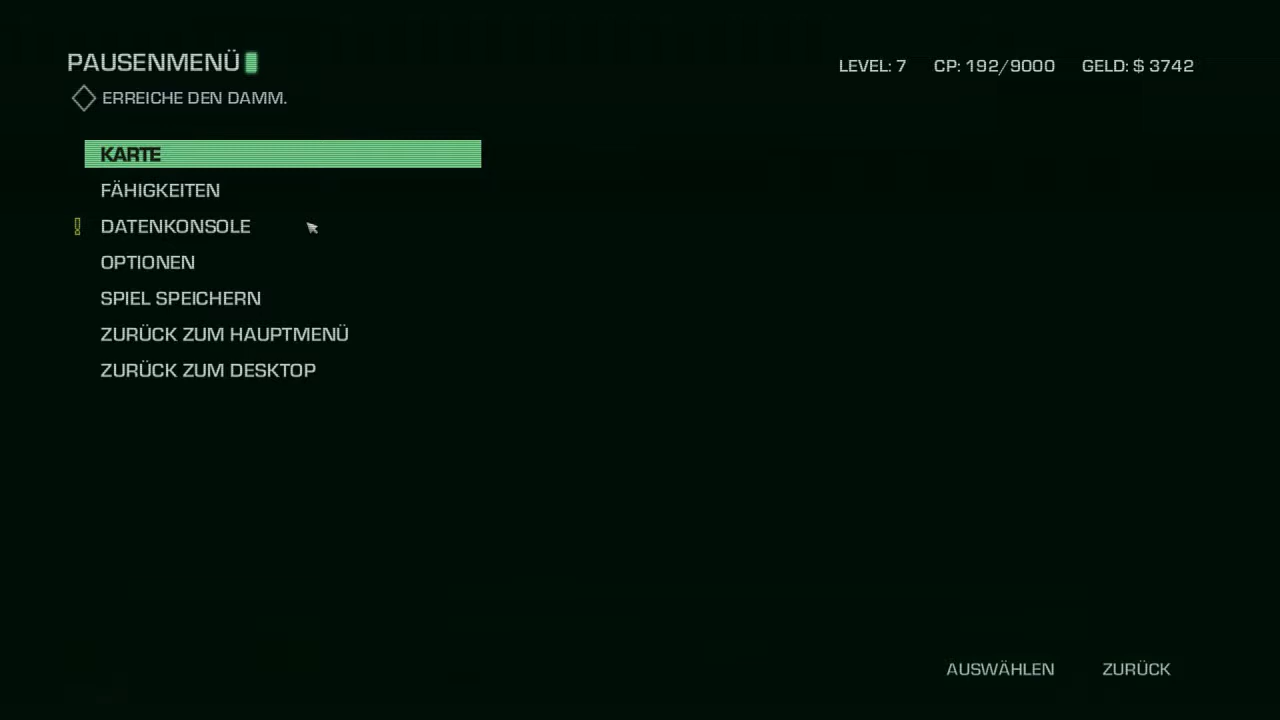 PAUSENMENÜ
LEVEL: 7 CP: 192/9000 GELD: $ 3742
ERREICHE DEN DAMM.
KARTE
FÄHIGKEITEN
! DATENKONSOLE
OPTIONEN
SPIEL SPEICHERN
ZURÜCK ZUM HAUPTMENÜ
ZURÜCK ZUM DESKTOP
AUSWÄHLEN ZURÜCK